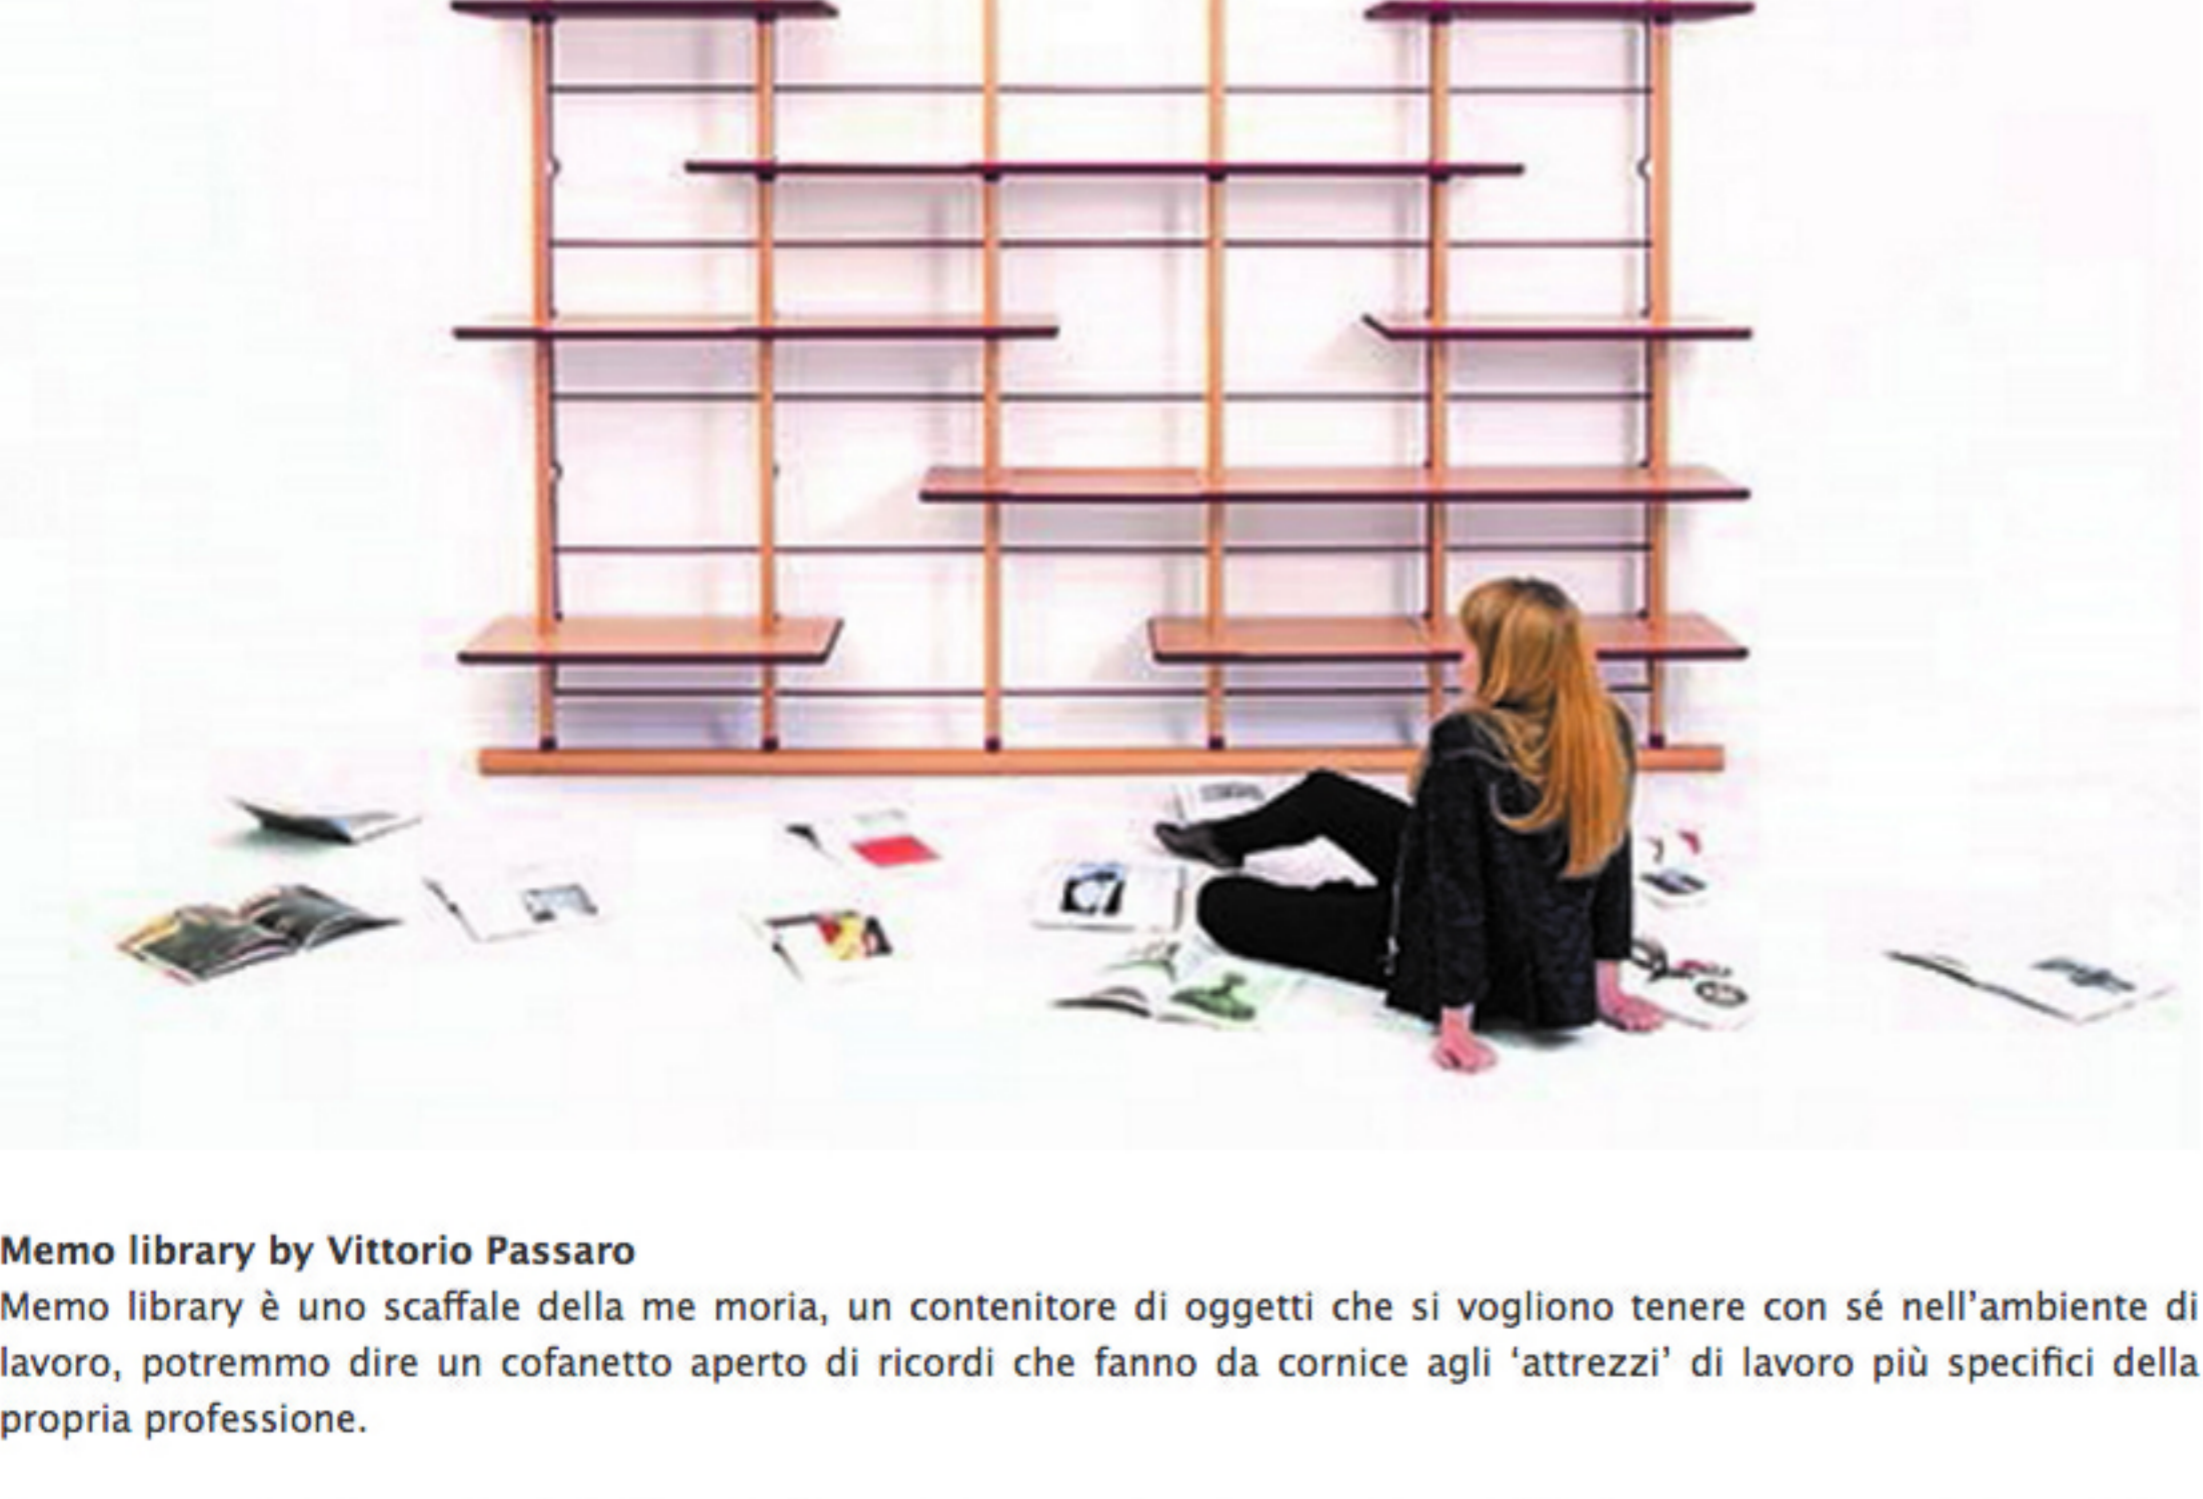 Memo library by Vittorio Passaro
Memo library è uno scaffale della me moria, un contenitore di oggetti che si vogliono tenere con sé nell’ambiente di
lavoro, potremmo dire un cofanetto aperto di ricordi che fanno da cornice agli ‘attrezzi’ di lavoro più specifici della
propria professione.